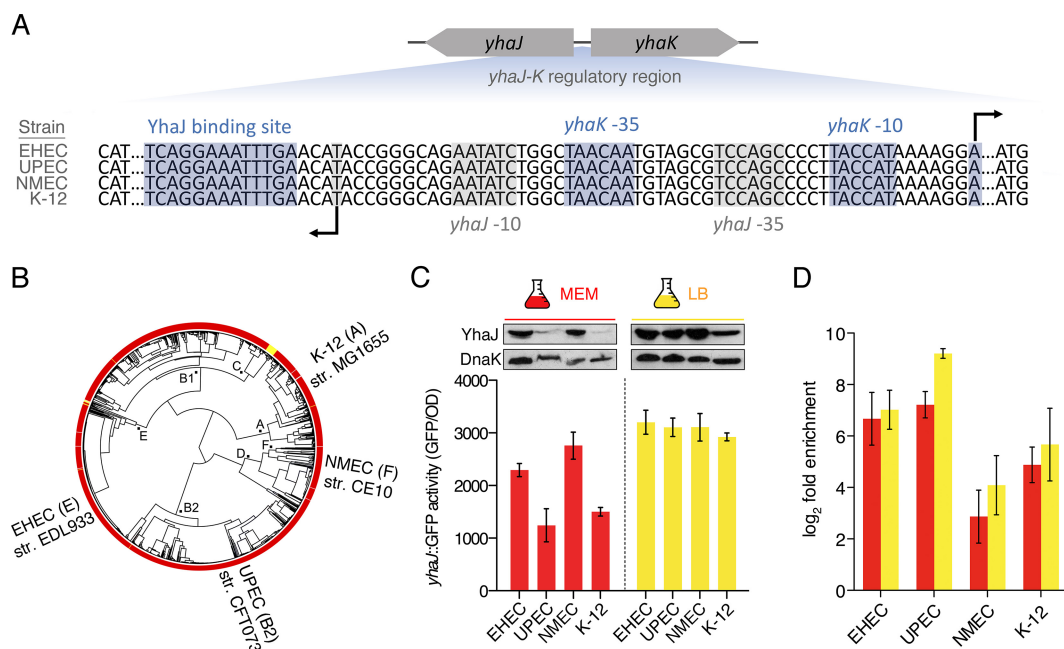 A
yhaJ
yhaK
yhaJ-K regulatory region
Strain
YhaJ binding site
yhaK -35
yhaK -10
EHEC CAT...TCAGGAAATTTGAACATACCGGGCAGAATATCTGGCTAACAATGTAGCGTCCAGCCCCTTACCATAAAAGGA...ATG
UPEC CAT...TCAGGAAATTTGAACATACCGGGCAGAATATCTGGCTAACAATGTAGCGTCCAGCCCCTTACCATAAAAGGA...ATG
NMEC CAT...TCAGGAAATTTGAACATACCGGGCAGAATATCTGGCTAACAATGTAGCGTCCAGCCCCTTACCATAAAAGGA...ATG
K-12 CAT...TCAGGAAATTTGAACATACCGGGCAGAATATCTGGCTAACAATGTAGCGTCCAGCCCCTTACCATAAAAGGA...ATG
yhaJ -10
yhaJ -35
B
K-12 (A)
str. MG1655
B1
C
A
E
F
D
B2
NMEC (F)
str. CE10
EHEC (E)
str. EDL933
UPEC (B2)
str. CFT073
C
MEM
LB
YhaJ
DnaK
4000
3000
2000
1000
0
yhaJ:GFP activity (GFP/OD)
EHEC
UPEC
NMEC
K-12
EHEC
UPEC
NMEC
K-12
D
10
8
6
4
2
0
log2 fold enrichment
EHEC
UPEC
NMEC
K-12